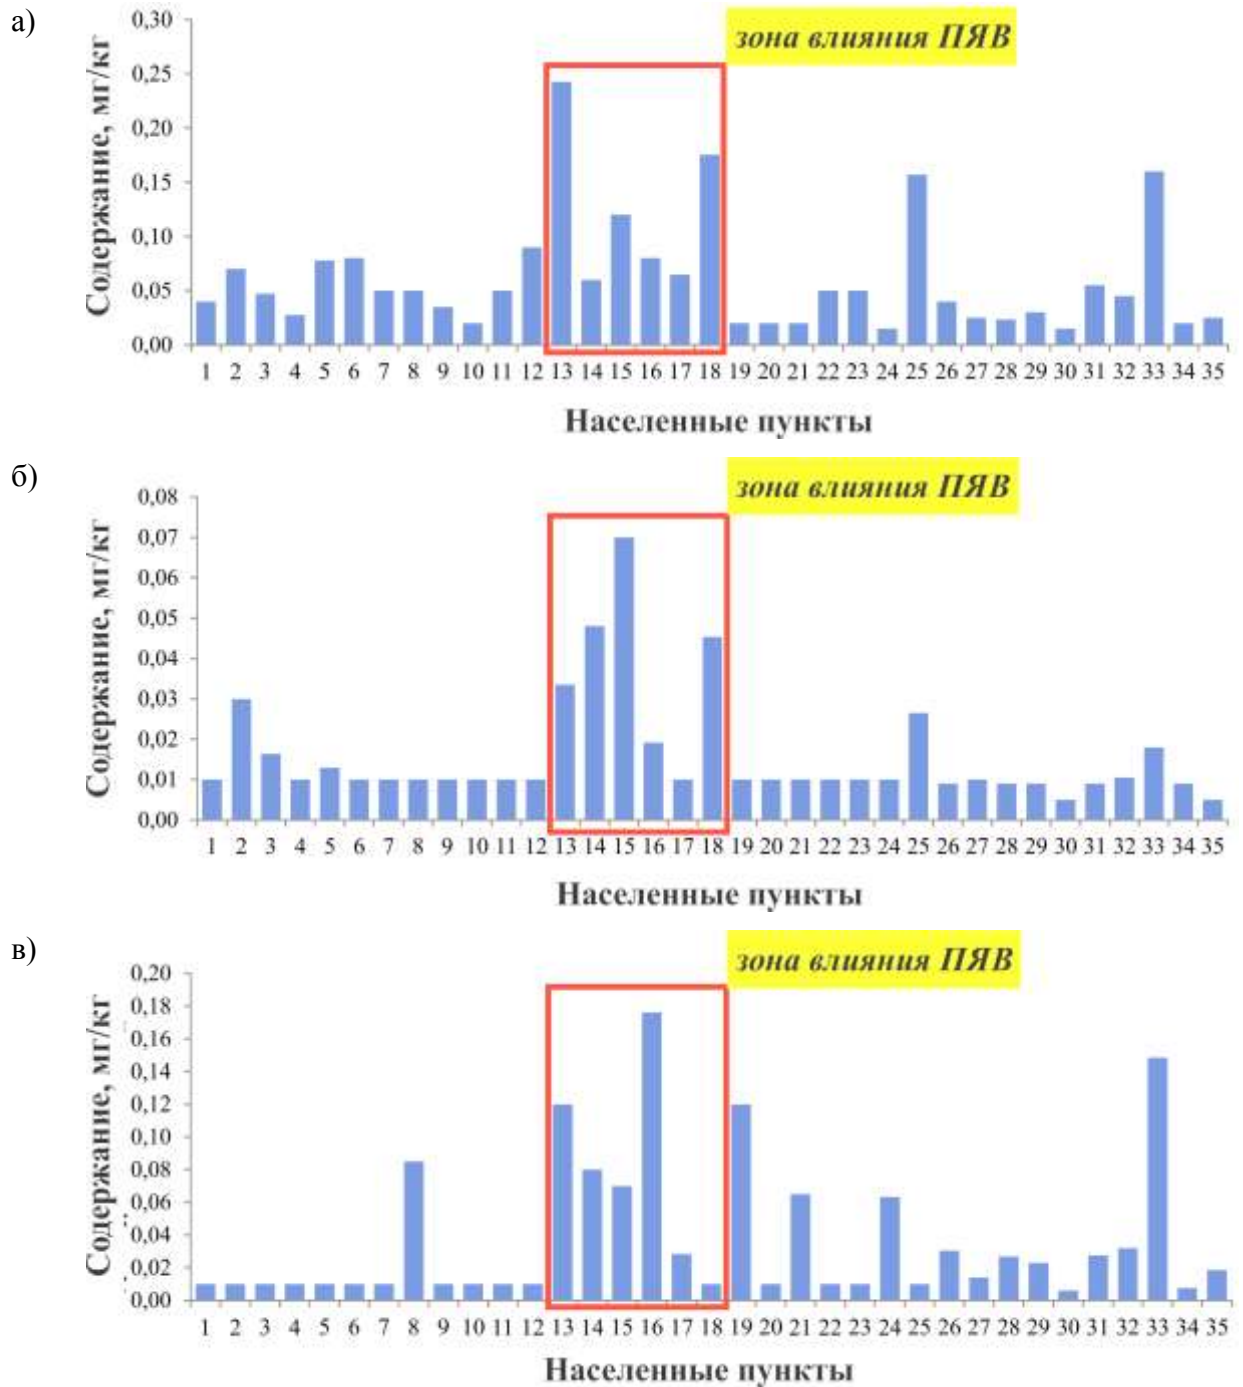 а)
зона влияния ПЯВ
Содержание, мг/кг
0,30
0,25
0,20
0,15
0,10
0,05
0,00
1 2 3 4 5 6 7 8 9 10 11 12 13 14 15 16 17 18 19 20 21 22 23 24 25 26 27 28 29 30 31 32 33 34 35
Населенные пункты
б)
зона влияния ПЯВ
Содержание, мг/кг
0,08
0,07
0,06
0,05
0,04
0,03
0,02
0,01
0,00
1 2 3 4 5 6 7 8 9 10 11 12 13 14 15 16 17 18 19 20 21 22 23 24 25 26 27 28 29 30 31 32 33 34 35
Населенные пункты
в)
зона влияния ПЯВ
Содержание, мг/кг
0,20
0,18
0,16
0,14
0,12
0,10
0,08
0,06
0,04
0,02
0,00
1 2 3 4 5 6 7 8 9 10 11 12 13 14 15 16 17 18 19 20 21 22 23 24 25 26 27 28 29 30 31 32 33 34 35
Населенные пункты